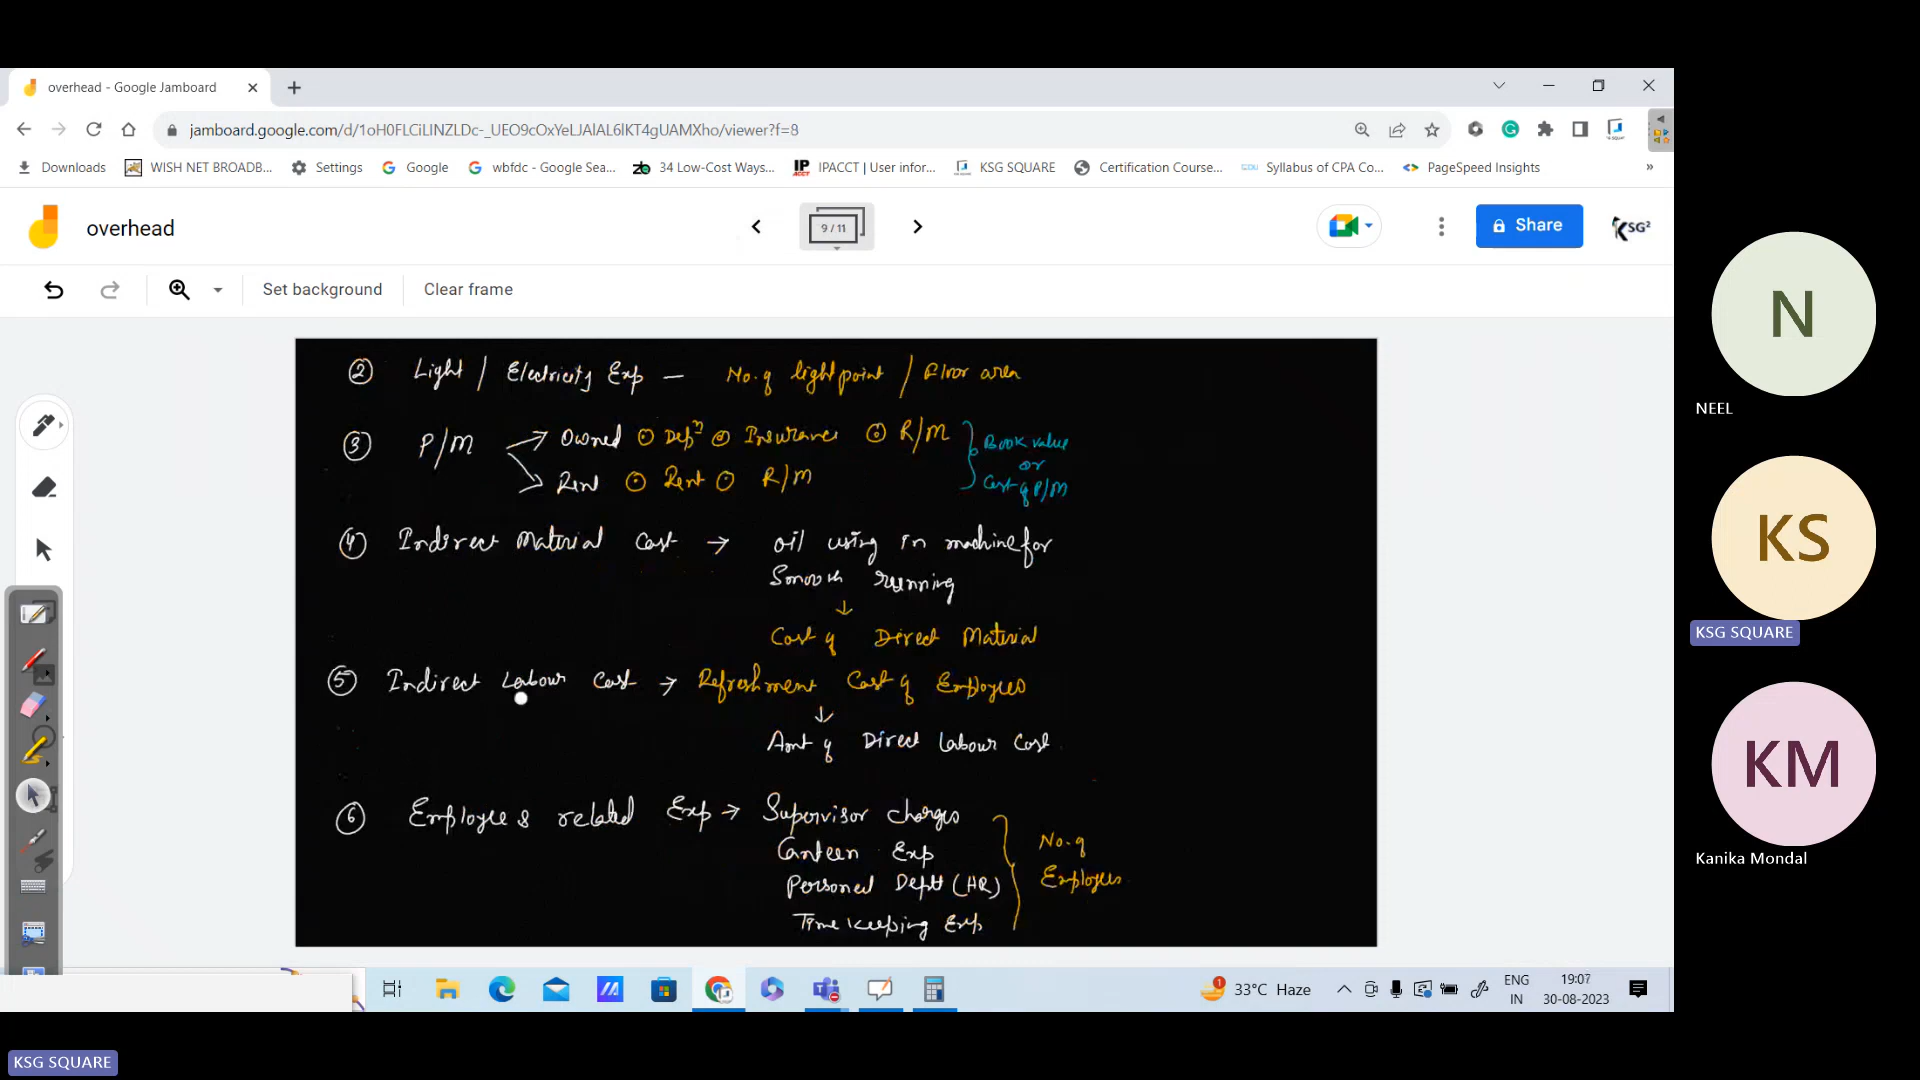 overhead - Google Jamboard
jamboard.google.com/d/1oH0FLCiLINZLDc-_UEO9cOxYeLJAlAL6lKT4gUAMXho/viewer?f=8
Downloads WISH NET BROADB... Settings Google wbfdc - Google Sea... 34 Low-Cost Ways... IPACCT | User infor... KSG SQUARE Certification Course... Syllabus of CPA Co... PageSpeed Insights »
overhead 9 / 11 Share KSG²
Set background Clear frame
② Light / Electricity Exp — No. of light point / Floor area
③ P/M Owned Depⁿ Insurance R/M Book value
or
Rent Rent R/M Cost of P/M
④ Indirect Material Cost → oil using in machine for
Smooth running
↓
Cost of Direct Material
⑤ Indirect Labour Cost → Refreshment Cost of Employees
↓
Amt of Direct Labour Cost
⑥ Employees related Exp → Supervisor charges
Canteen Exp
Personel Deptt (HR)
Time keeping Exp
No. of
Employees
N
NEEL
KS
KSG SQUARE
KM
Kanika Mondal
1 33°C Haze ENG
IN 19:07
30-08-2023
KSG SQUARE